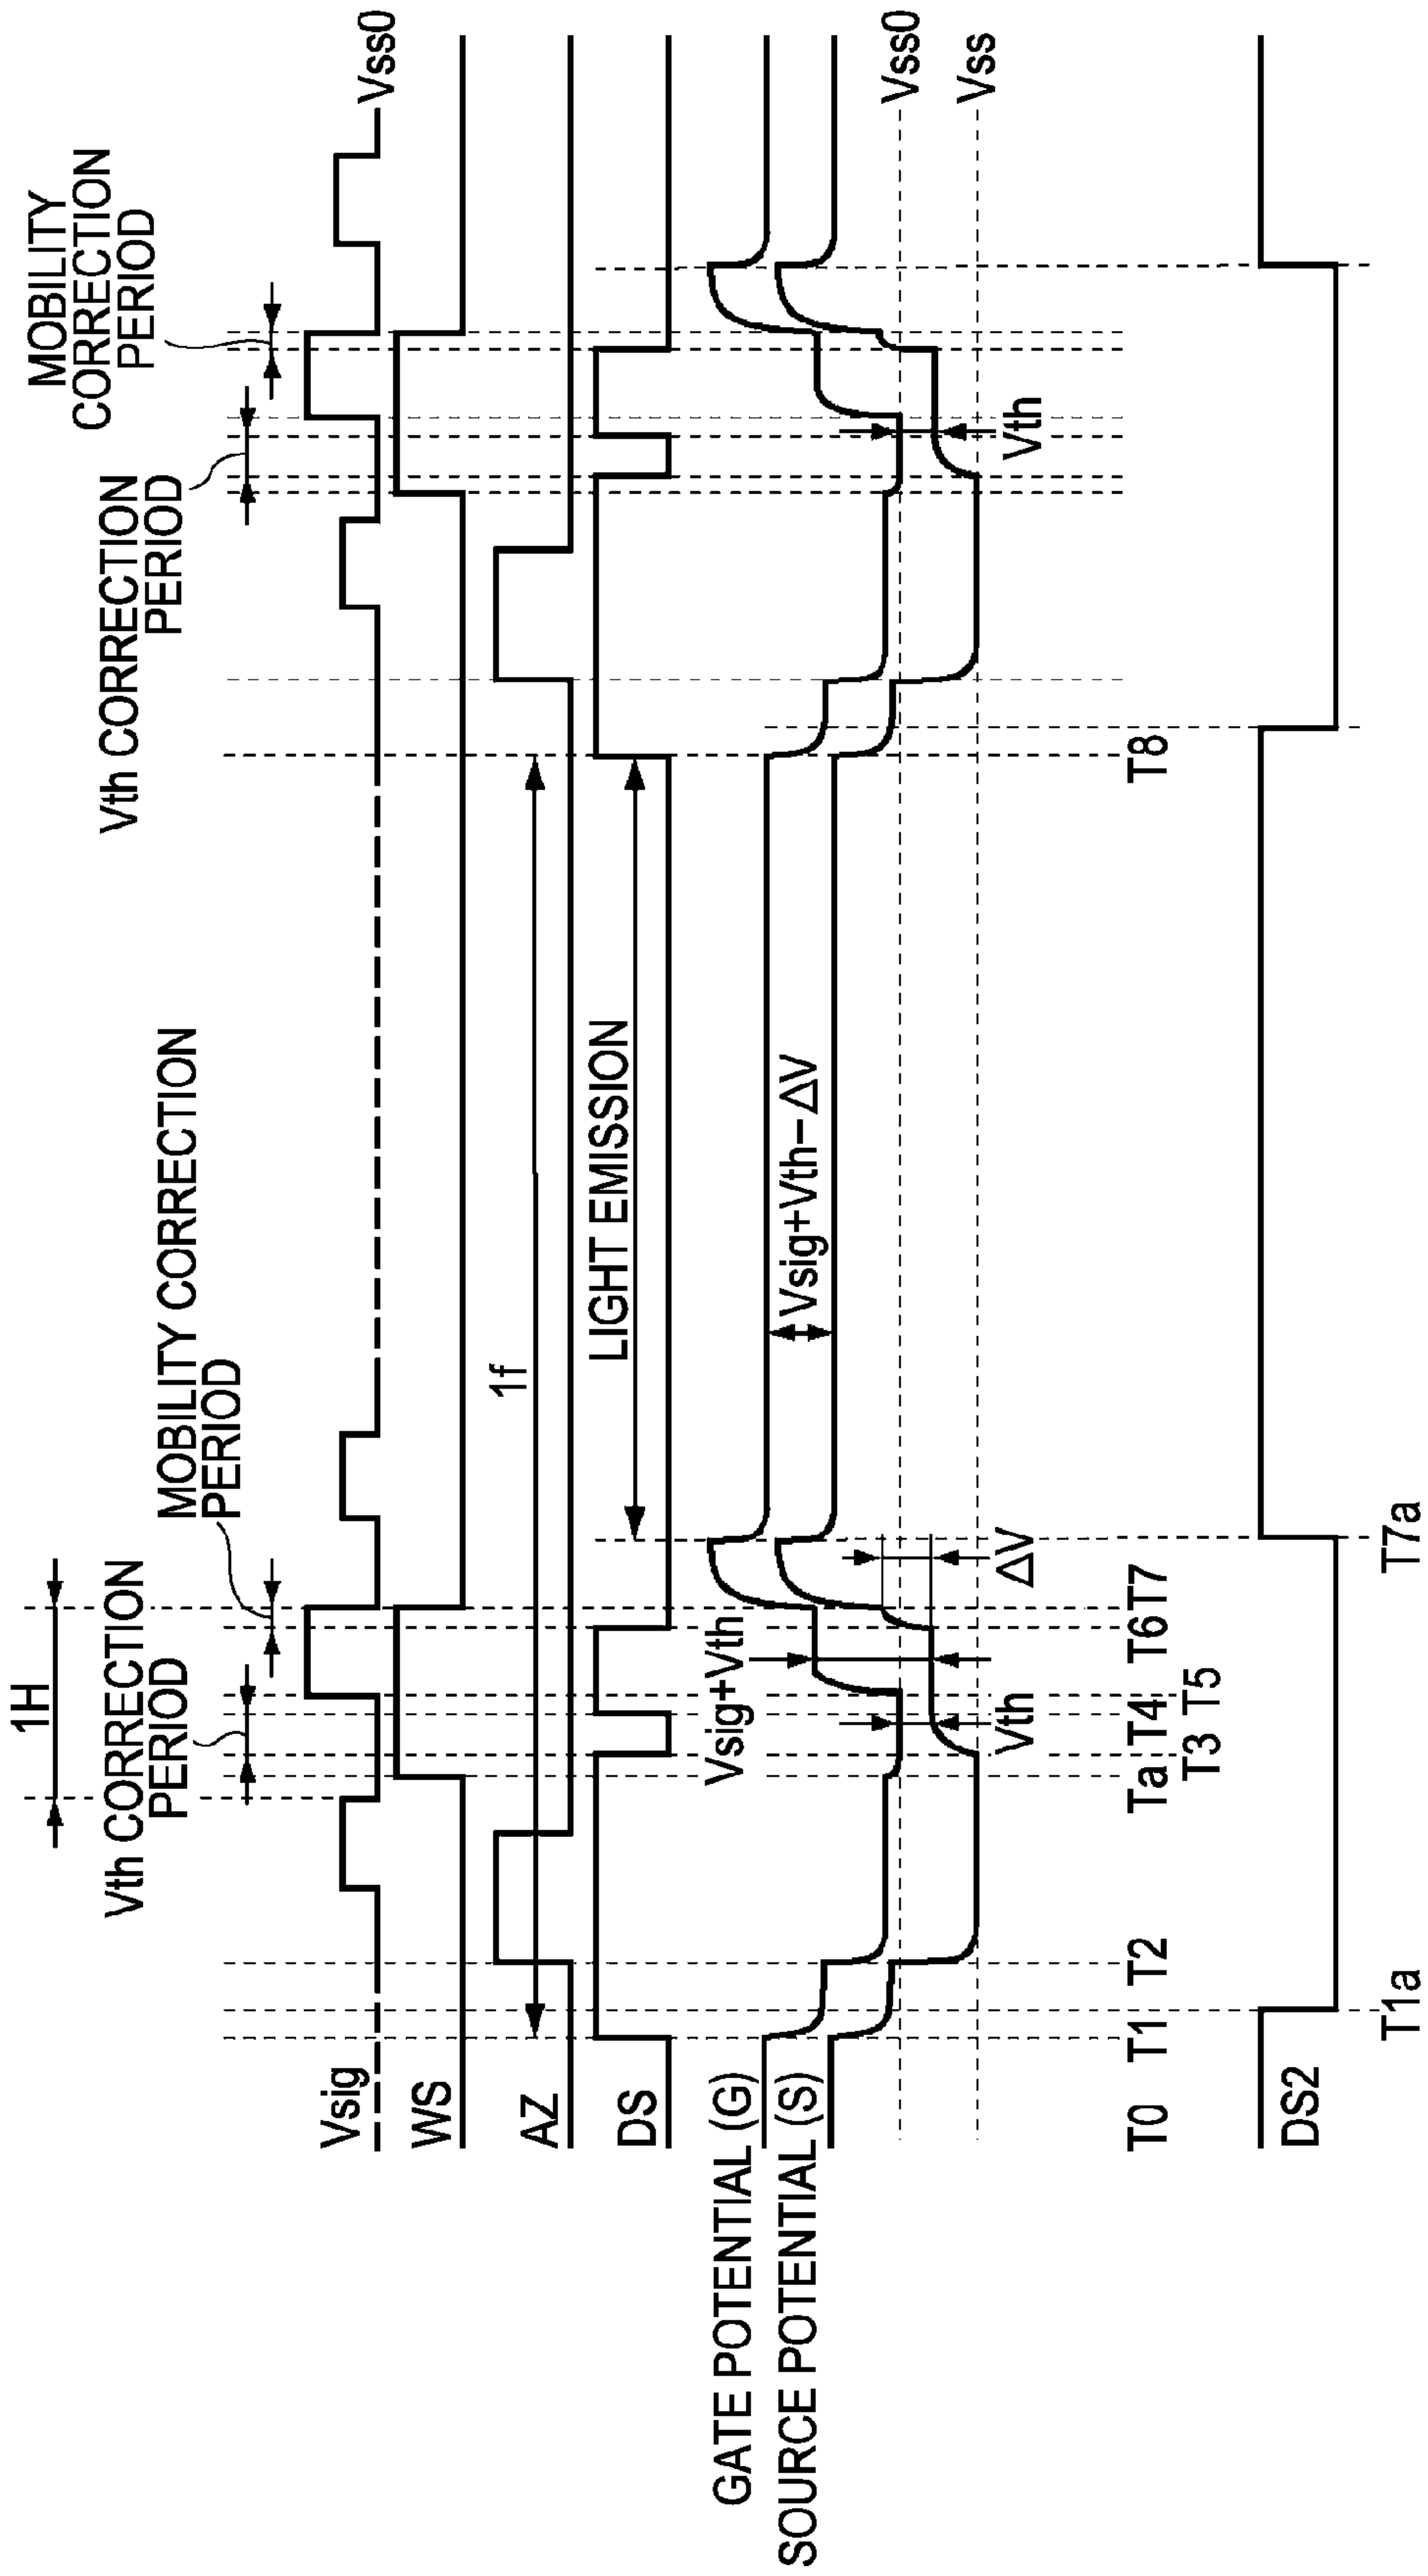 1H
Vth CORRECTION
PERIOD
MOBILITY CORRECTION
PERIOD
Vth CORRECTION
PERIOD
MOBILITY
CORRECTION
PERIOD
Vsig
Vss0
WS
AZ
1f
DS
LIGHT EMISSION
GATE POTENTIAL (G)
SOURCE POTENTIAL (S)
Vsig+Vth
Vsig+Vth−ΔV
Vss0
Vss
Vth
ΔV
Vth
T0 T1 T2 Ta T4 T6 T7 T8
T3 T5
DS2
T1a T7a